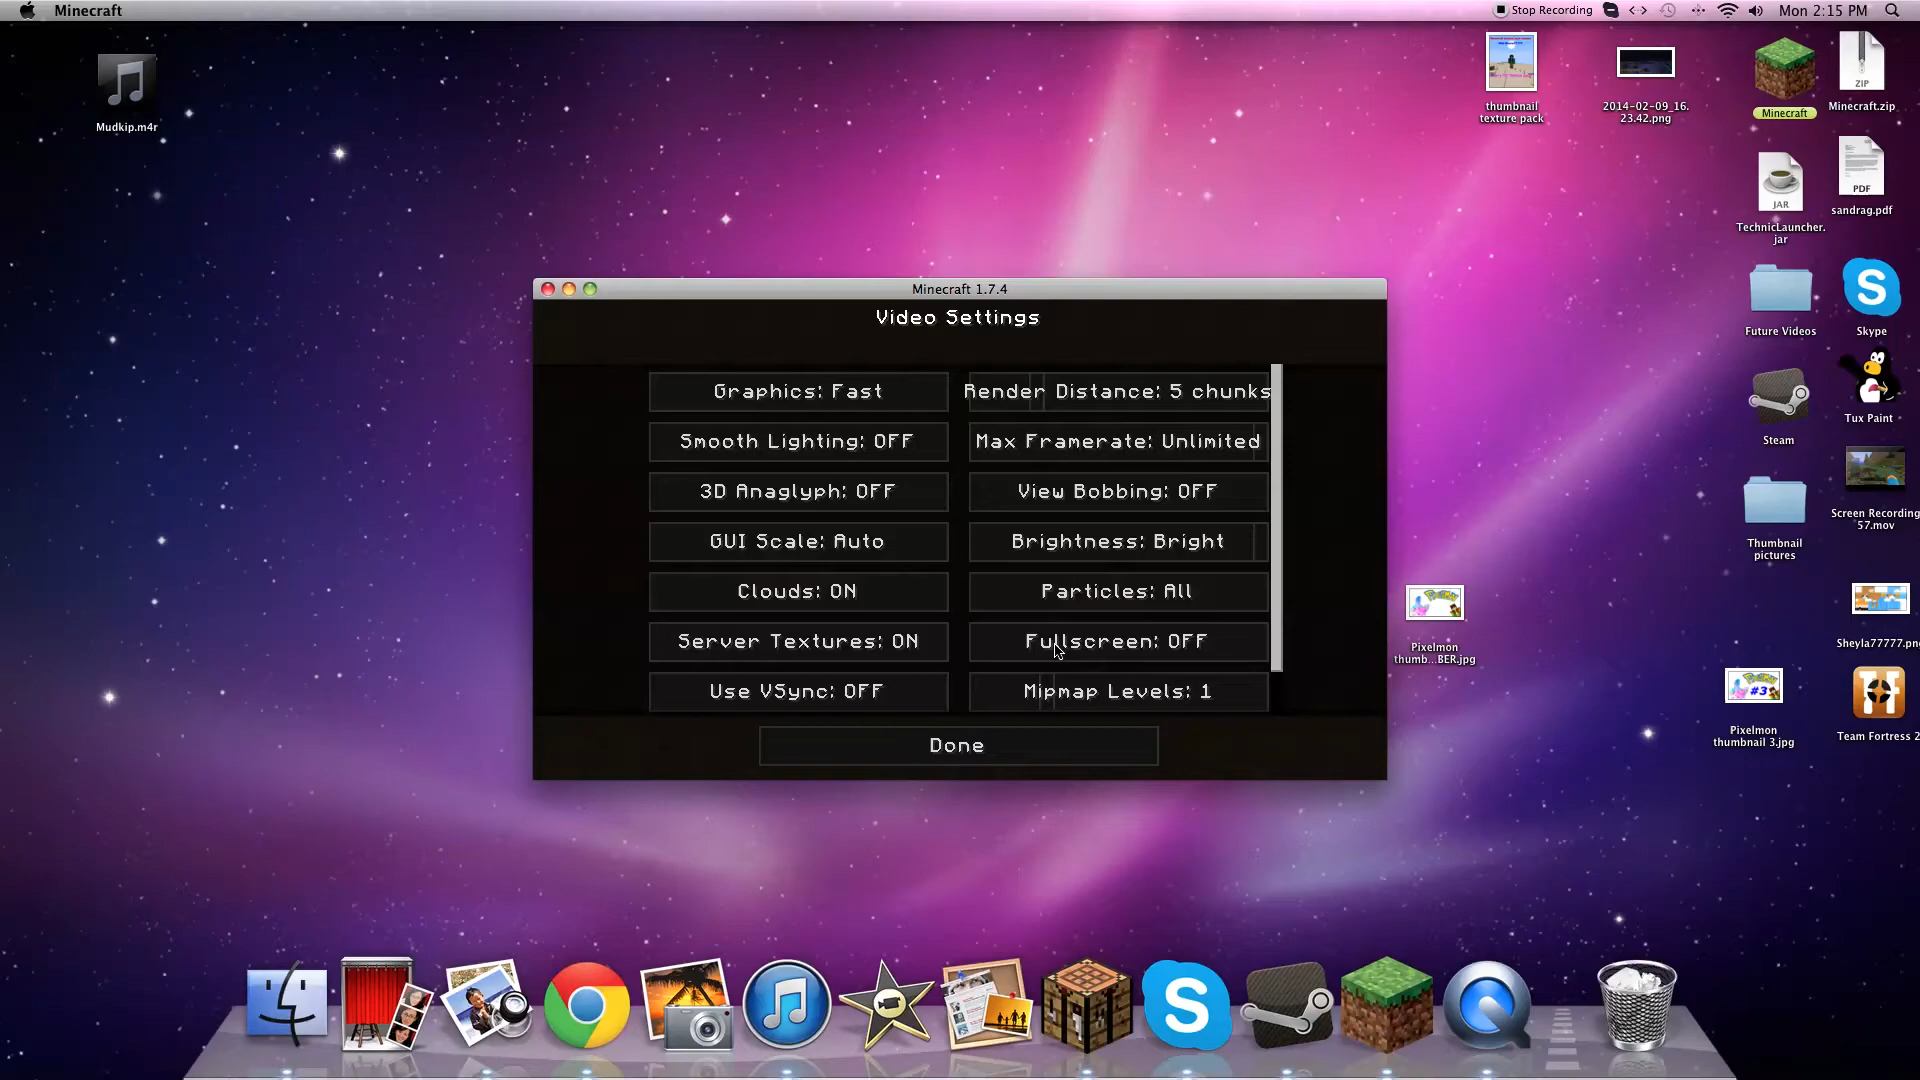 Minecraft
Stop Recording
Mon 2:15 PM
Mudkip.m4r
thumbnail
texture pack
2014-02-09_16.
23.42.png
Minecraft
ZIP
Minecraft.zip
JAR
TechnicLauncher.
jar
PDF
sandrag.pdf
Future Videos
Skype
Steam
Tux Paint
Thumbnail
pictures
Screen Recording
57.mov
Pixelmon
thumb...BER.jpg
Sheyla77777.png
#3
Pixelmon
thumbnail 3.jpg
Team Fortress 2
Minecraft 1.7.4
Video Settings
Graphics: Fast
Render Distance: 5 chunks
Smooth Lighting: OFF
Max Framerate: Unlimited
3D Anaglyph: OFF
View Bobbing: OFF
GUI Scale: Auto
Brightness: Bright
Clouds: ON
Particles: All
Server Textures: ON
Fullscreen: OFF
Use VSync: OFF
Mipmap Levels: 1
Done